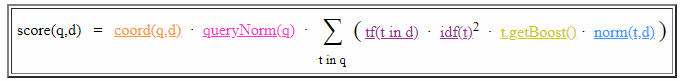 score(q,d) = coord(q,d) · queryNorm(q) · ∑ ( tf(t in d) · idf(t)² · t.getBoost() · norm(t,d) )
t in q